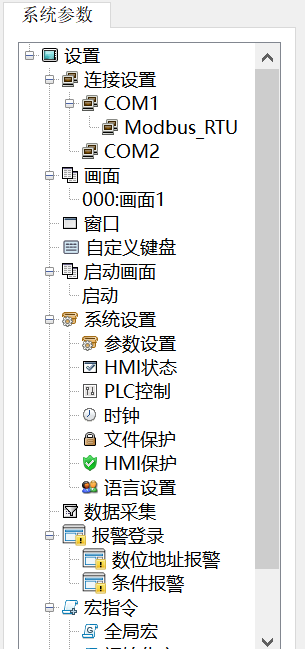 系统参数
设置
连接设置
COM1
Modbus_RTU
COM2
画面
000:画面1
窗口
自定义键盘
启动画面
启动
系统设置
参数设置
HMI状态
PLC控制
时钟
文件保护
HMI保护
语言设置
数据采集
报警登录
数位地址报警
条件报警
宏指令
全局宏